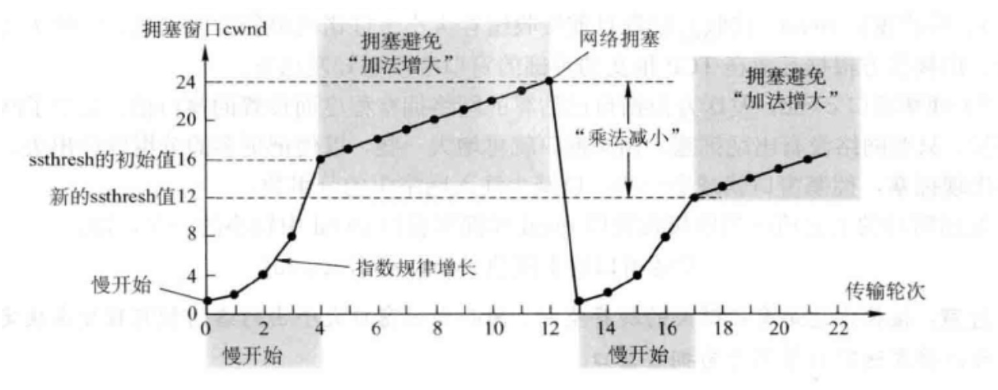 拥塞窗口cwnd
拥塞避免
“加法增大”
网络拥塞
拥塞避免
“加法增大”
24
20
“乘法减小”
ssthresh的初始值16
新的ssthresh值12
8
4
慢开始
0
指数规律增长
传输轮次
0 2 4 6 8 10 12 14 16 18 20 22
慢开始
慢开始